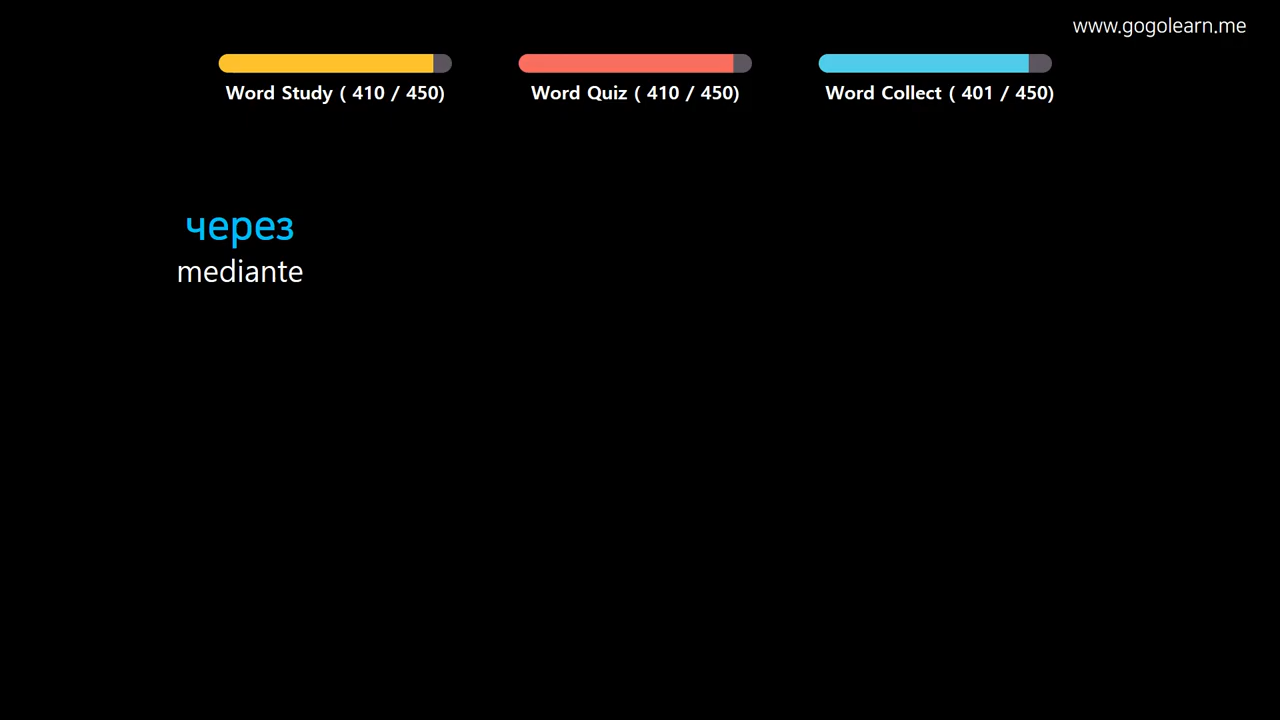 www.gogolearn.me
Word Study ( 410 / 450)
Word Quiz ( 410 / 450)
Word Collect ( 401 / 450)
через
mediante